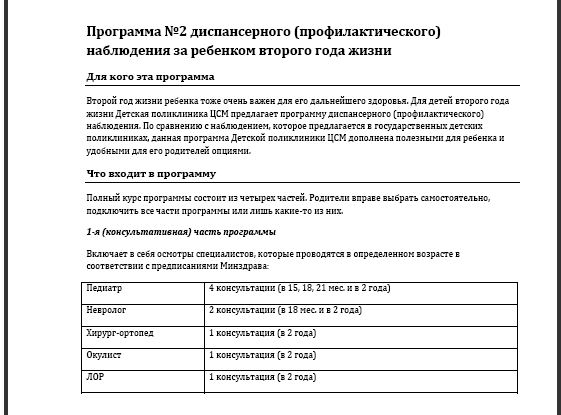 Программа №2 диспансерного (профилактического)
наблюдения за ребенком второго года жизни
Для кого эта программа
Второй год жизни ребенка тоже очень важен для его дальнейшего здоровья. Для детей второго года
жизни Детская поликлиника ЦСМ предлагает программу диспансерного (профилактического)
наблюдения. По сравнению с наблюдением, которое предлагается в государственных детских
поликлиниках, данная программа Детской поликлиники ЦСМ дополнена полезными для ребенка и
удобными для его родителей опциями.
Что входит в программу
Полный курс программы состоит из четырех частей. Родители вправе выбрать самостоятельно,
подключить все части программы или лишь какие-то из них.
1-я (консультативная) часть программы
Включает в себя осмотры специалистов, которые проводятся в определенном возрасте в
соответствии с предписаниями Минздрава:
Педиатр 4 консультации (в 15, 18, 21 мес. и в 2 года)
Невролог 2 консультации (в 18 мес. и в 2 года)
Хирург-ортопед 1 консультация (в 2 года)
Окулист 1 консультация (в 2 года)
ЛОР 1 консультация (в 2 года)